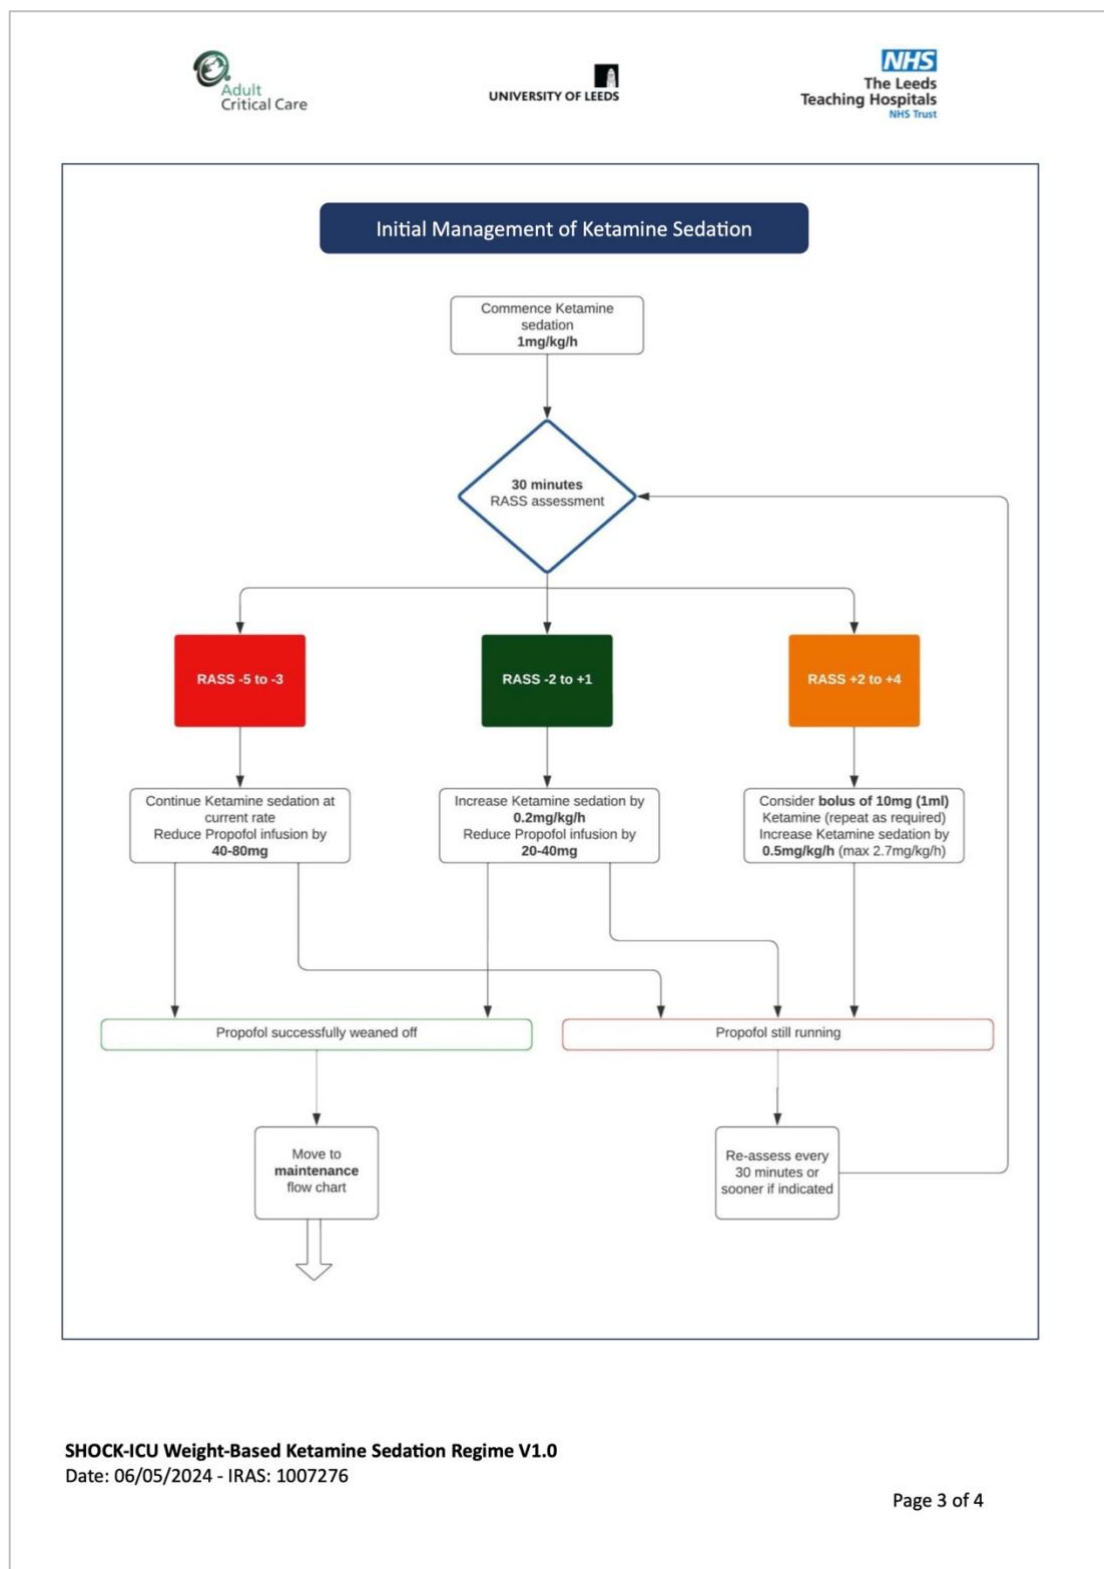 Adult
Critical Care
UNIVERSITY OF LEEDS
NHS
The Leeds
Teaching Hospitals
NHS Trust
Initial Management of Ketamine Sedation
Commence Ketamine
sedation
1mg/kg/h
30 minutes
RASS assessment
RASS -5 to -3
RASS -2 to +1
RASS +2 to +4
Continue Ketamine sedation at
current rate
Reduce Propofol infusion by
40-80mg
Increase Ketamine sedation by
0.2mg/kg/h
Reduce Propofol infusion by
20-40mg
Consider bolus of 10mg (1ml)
Ketamine (repeat as required)
Increase Ketamine sedation by
0.5mg/kg/h (max 2.7mg/kg/h)
Propofol successfully weaned off
Propofol still running
Move to
maintenance
flow chart
Re-assess every
30 minutes or
sooner if indicated
SHOCK-ICU Weight-Based Ketamine Sedation Regime V1.0
Date: 06/05/2024 - IRAS: 1007276
Page 3 of 4